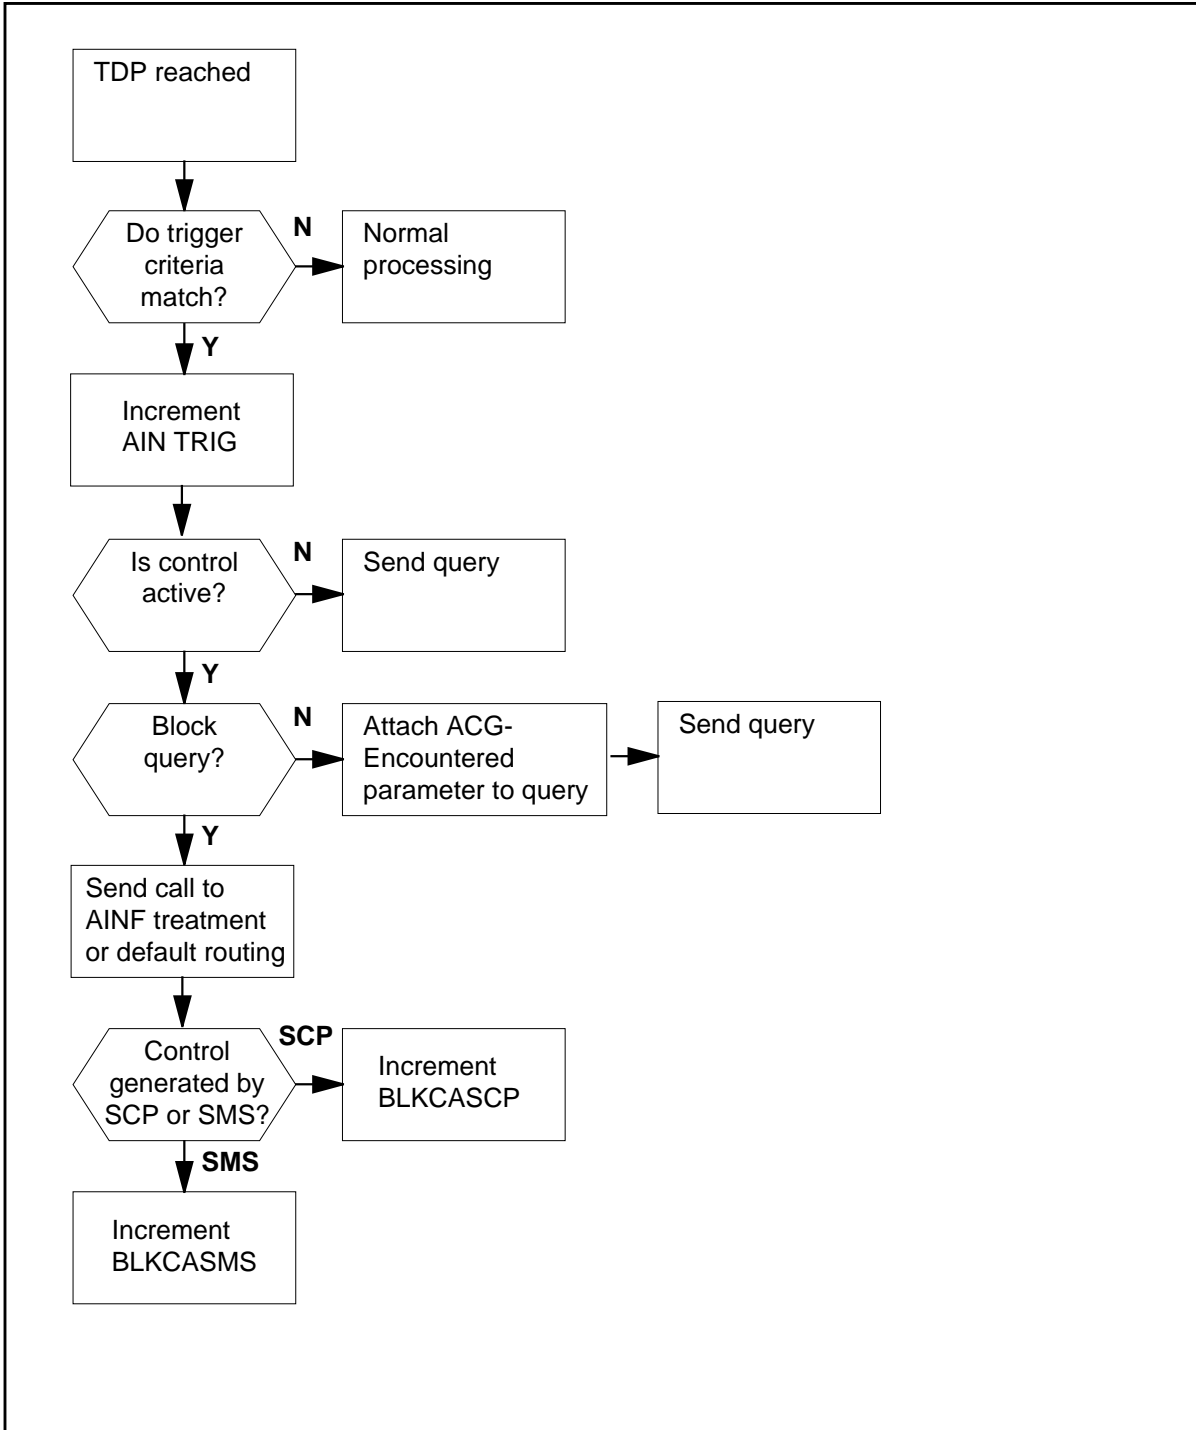 TDP reached
Do trigger
criteria
match?
N
Normal
processing
Y
Increment
AIN TRIG
Is control
active?
N
Send query
Y
Block
query?
N
Attach ACG-
Encountered
parameter to query
Send query
Y
Send call to
AINF treatment
or default routing
Control
generated by
SCP or SMS?
SCP
Increment
BLKCASCP
SMS
Increment
BLKCASMS